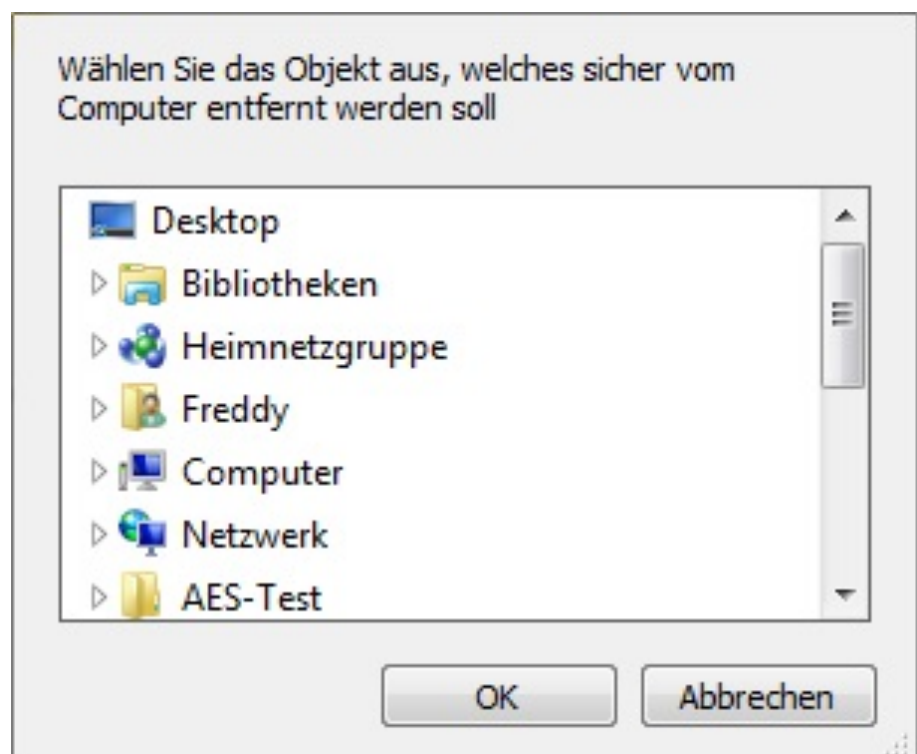 Wählen Sie das Objekt aus, welches sicher vom
Computer entfernt werden soll
Desktop
Bibliotheken
Heimnetzgruppe
Freddy
Computer
Netzwerk
AES-Test
OK
Abbrechen